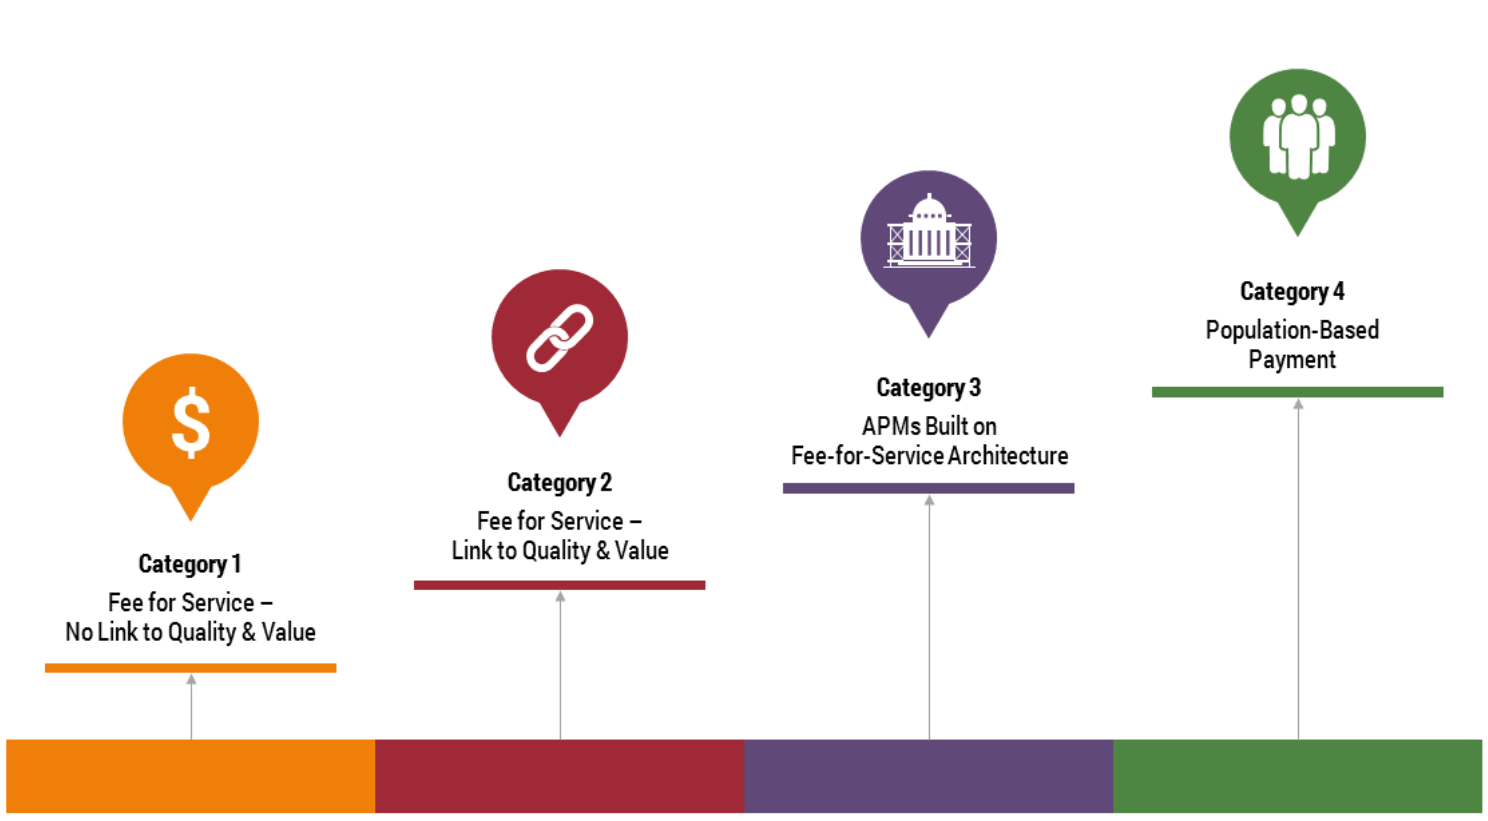 $
Category 1
Fee for Service –
No Link to Quality & Value
Category 2
Fee for Service –
Link to Quality & Value
Category 3
APMs Built on
Fee-for-Service Architecture
Category 4
Population-Based
Payment